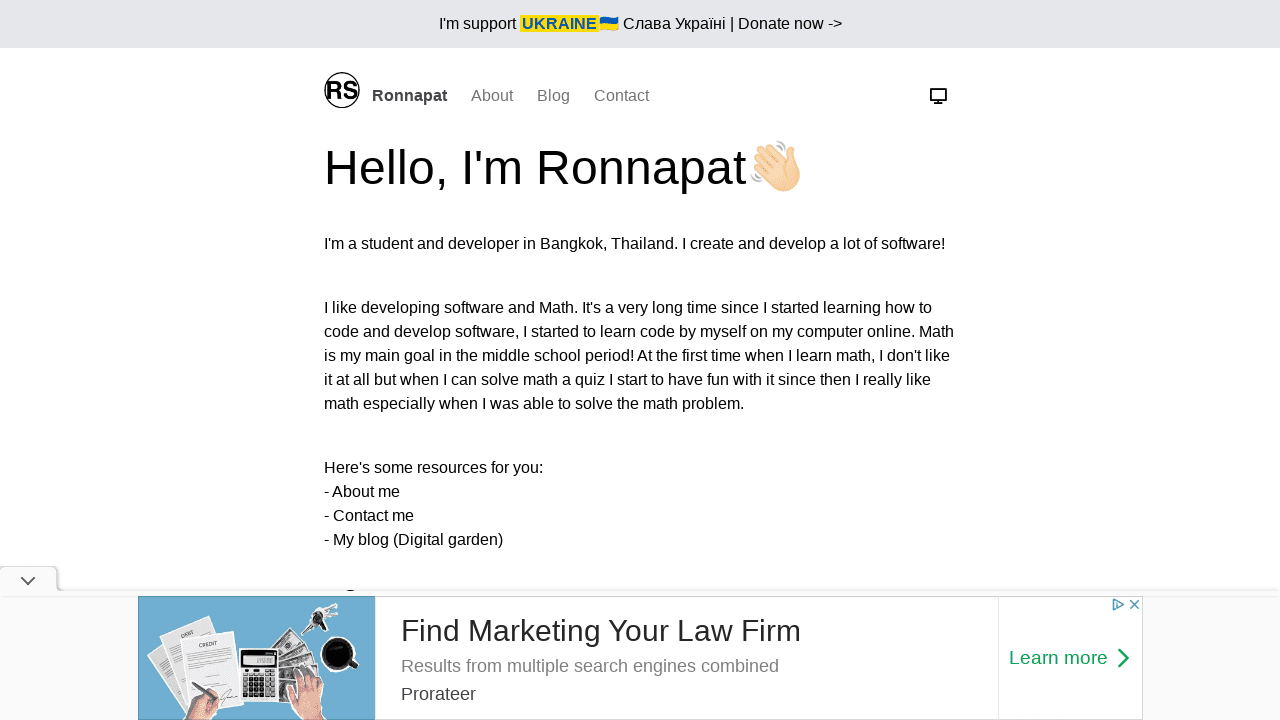 I'm support UKRAINE🇺🇦 Слава Україні | Donate now ->
RS Ronnapat About Blog Contact
Hello, I'm Ronnapat👋🏻
I'm a student and developer in Bangkok, Thailand. I create and develop a lot of software!
I like developing software and Math. It's a very long time since I started learning how to
code and develop software, I started to learn code by myself on my computer online. Math
is my main goal in the middle school period! At the first time when I learn math, I don't like
it at all but when I can solve math a quiz I start to have fun with it since then I really like
math especially when I was able to solve the math problem.
Here's some resources for you:
- About me
- Contact me
- My blog (Digital garden)
DEBT
DEBIT
CREDIT
Find Marketing Your Law Firm
Results from multiple search engines combined
Prorateer
Learn more